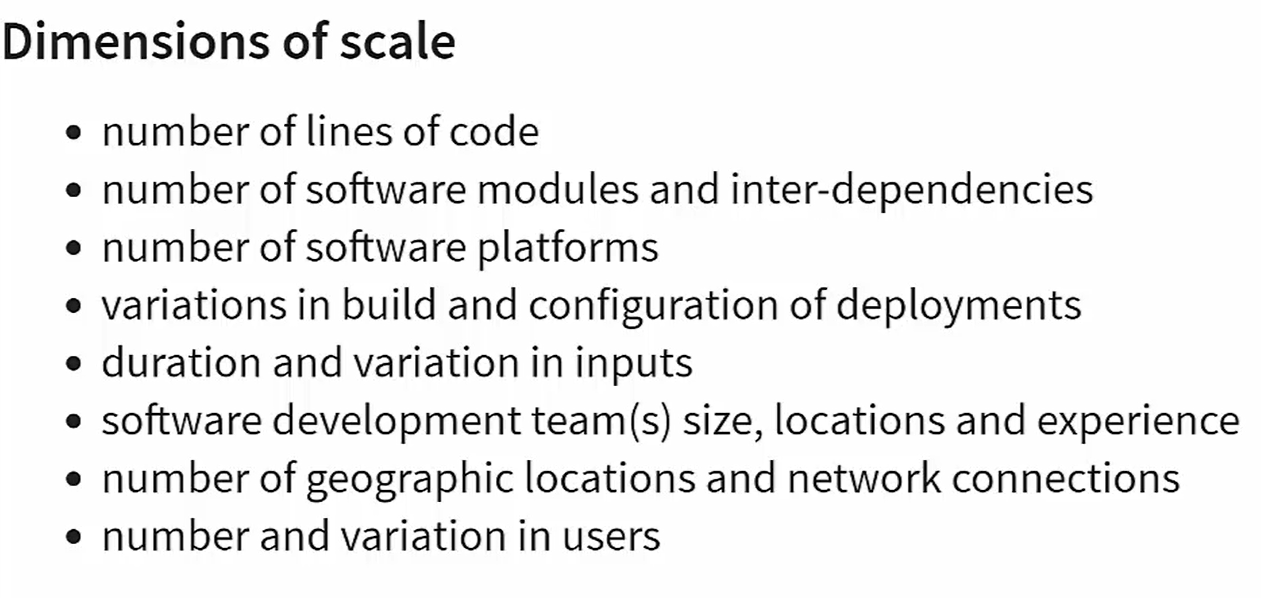 Dimensions of scale
• number of lines of code
• number of software modules and inter-dependencies
• number of software platforms
• variations in build and configuration of deployments
• duration and variation in inputs
• software development team(s) size, locations and experience
• number of geographic locations and network connections
• number and variation in users